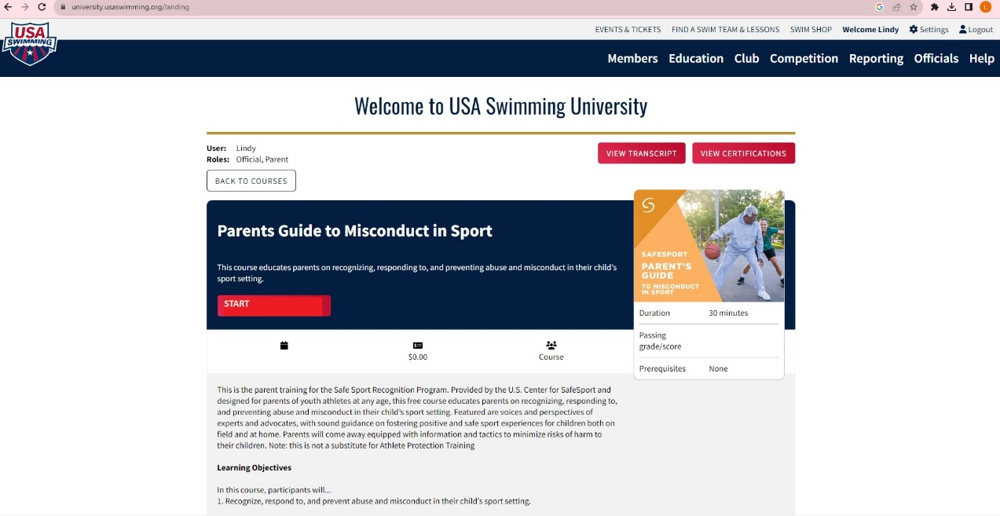 university.usaswimming.org/landing
L
USA
SWIMMING
EVENTS & TICKETS FIND A SWIM TEAM & LESSONS SWIM SHOP Welcome Lindy Settings Logout
Members Education Club Competition Reporting Officials Help
Welcome to USA Swimming University
User: Lindy
Roles: Official, Parent
VIEW TRANSCRIPT VIEW CERTIFICATIONS
BACK TO COURSES
Parents Guide to Misconduct in Sport
This course educates parents on recognizing, responding to, and preventing abuse and misconduct in their child's
sport setting.
START
SAFESPORT
PARENT'S
GUIDE
TO MISCONDUCT
IN SPORT
Duration 30 minutes
Passing
grade/score
Prerequisites None
$0.00
Course
This is the parent training for the Safe Sport Recognition Program. Provided by the U.S. Center for SafeSport and
designed for parents of youth athletes at any age, this free course educates parents on recognizing, responding to,
and preventing abuse and misconduct in their child's sport setting. Featured are voices and perspectives of
experts and advocates, with sound guidance on fostering positive and safe sport experiences for children both on
field and at home. Parents will come away equipped with information and tactics to minimize risks of harm to
their children. Note: this is not a substitute for Athlete Protection Training
Learning Objectives
In this course, participants will...
1. Recognize, respond to, and prevent abuse and misconduct in their child's sport setting.